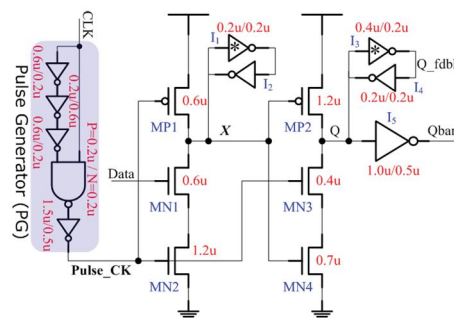 CLK
Pulse Generator (PG)
0.6u/0.2u
0.2u/0.6u
0.6u/0.2u
P=0.2u / N=0.2u
1.5u/0.5u
Pulse_CK
Data
MP1
0.6u
MN1
0.6u
MN2
1.2u
X
0.2u/0.2u
I1
*
I2
MP2
1.2u
MN3
0.4u
MN4
0.7u
Q
0.4u/0.2u
I3
*
I4
0.2u/0.2u
Q_fdb
I5
1.0u/0.5u
Qbar